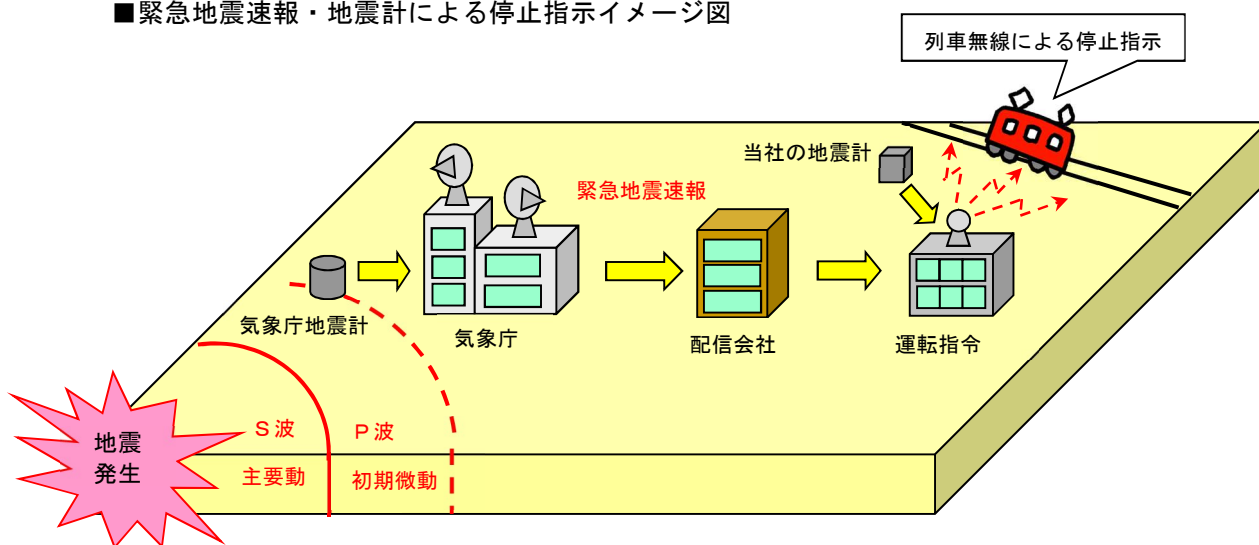 ■緊急地震速報・地震計による停止指示イメージ図
列車無線による停止指示
当社の地震計
緊急地震速報
気象庁地震計
気象庁
配信会社
運転指令
地震
発生
S波
P波
主要動
初期微動